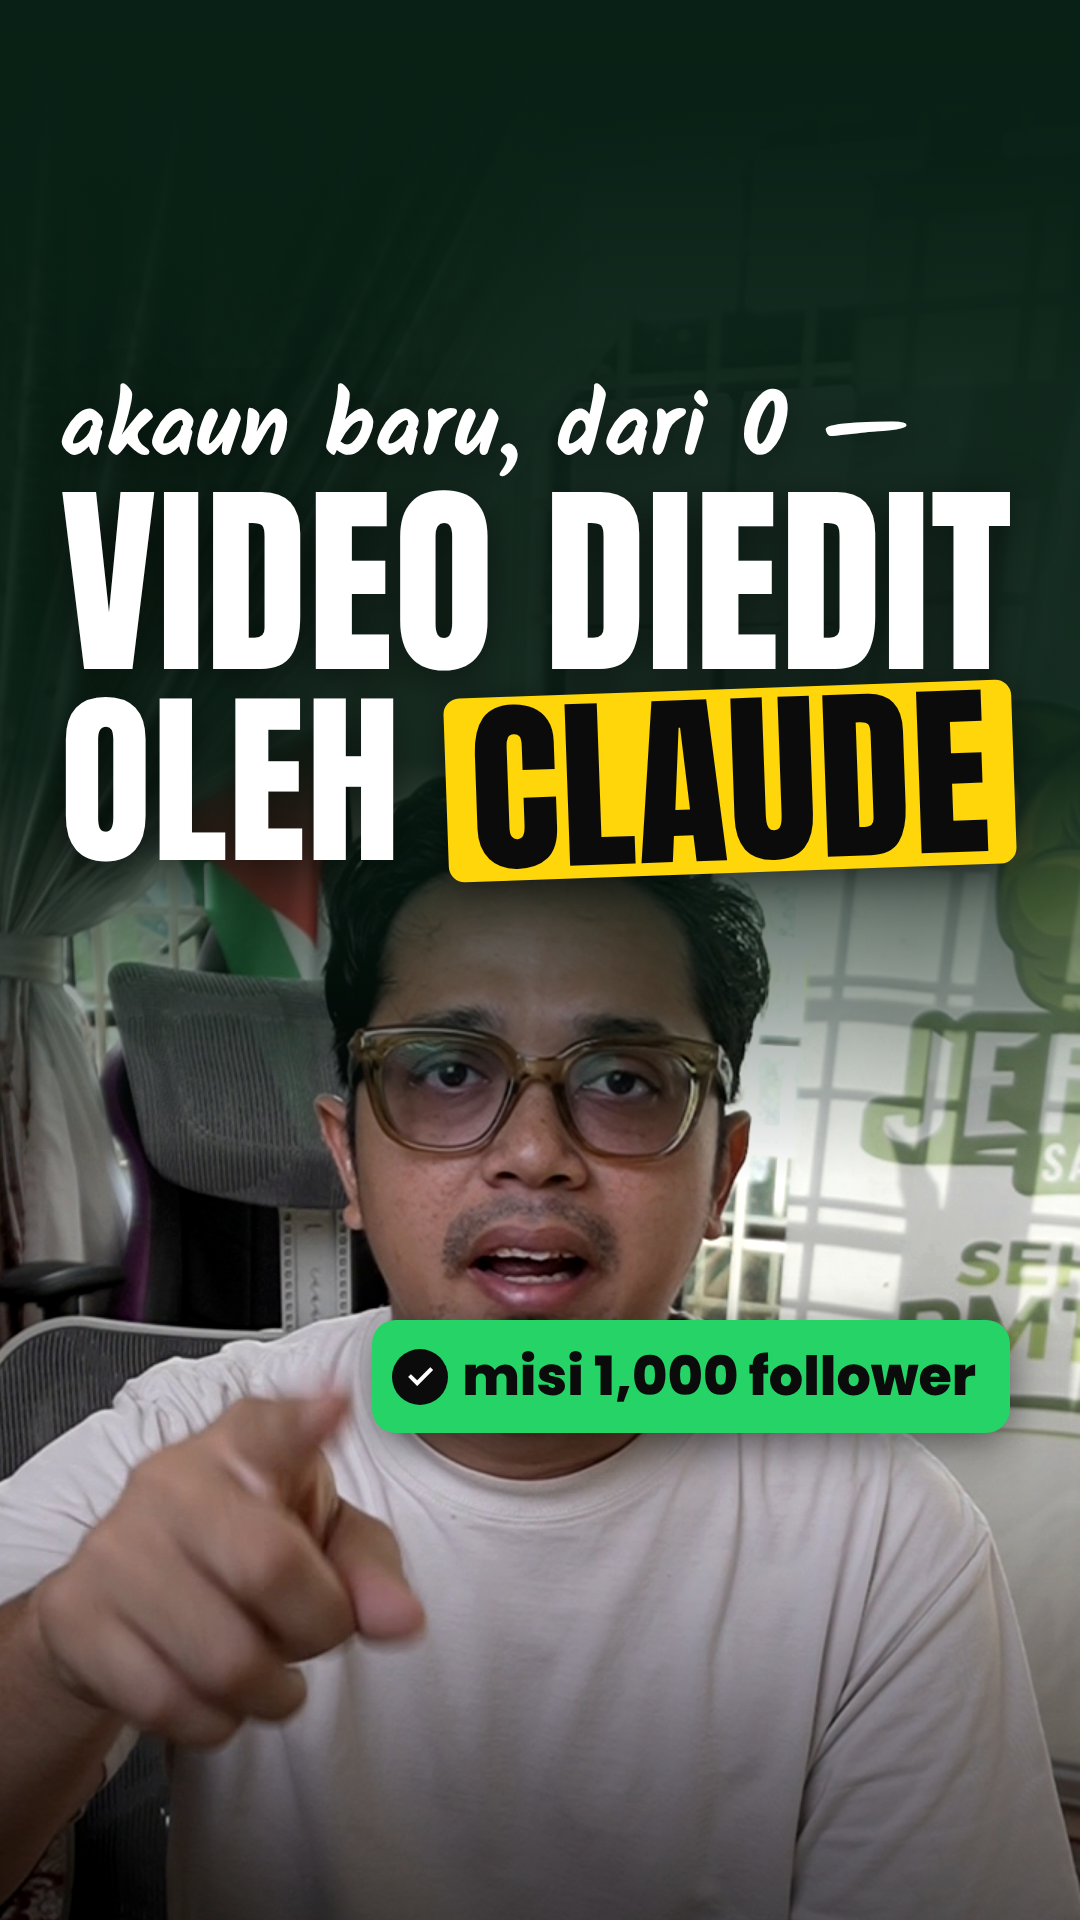 akaun baru, dari 0 —
VIDEO DIEDIT
OLEH CLAUDE
misi 1,000 follower